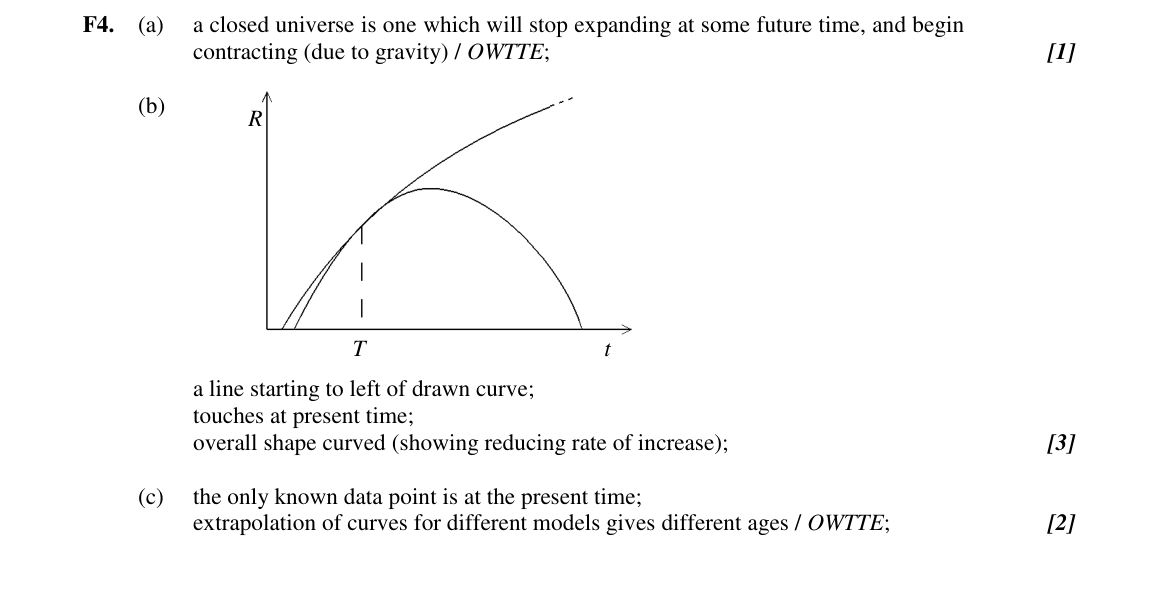 F4. (a) a closed universe is one which will stop expanding at some future time, and begin
contracting (due to gravity) / OWTTE; [1]
(b)
R
T t
a line starting to left of drawn curve;
touches at present time;
overall shape curved (showing reducing rate of increase); [3]
(c) the only known data point is at the present time;
extrapolation of curves for different models gives different ages / OWTTE; [2]